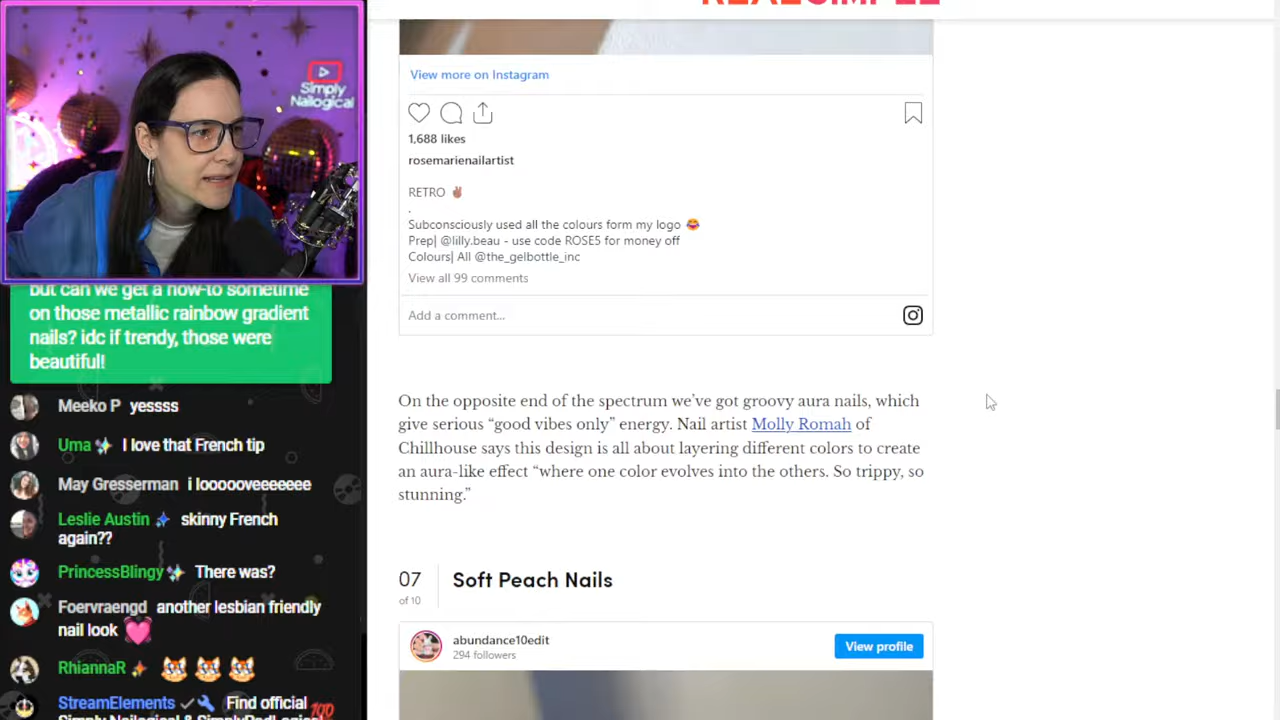 REAL SIMPLE
Simply
Nailogical
View more on Instagram
1,688 likes
rosemarienailartist
RETRO ✌🏽
.
Subconsciously used all the colours form my logo 😂
Prep| @lilly.beau - use code ROSE5 for money off
Colours| All @the_gelbottle_inc
View all 99 comments
Add a comment...
On the opposite end of the spectrum we’ve got groovy aura nails, which
give serious “good vibes only” energy. Nail artist Molly Romah of
Chillhouse says this design is all about layering different colors to create
an aura-like effect “where one color evolves into the others. So trippy, so
stunning.”
07
of 10
Soft Peach Nails
abundance10edit
294 followers
View profile
but can we get a how-to sometime
on those metallic rainbow gradient
nails? idc if trendy, those were
beautiful!
Meeko P yessss
Uma I love that French tip
May Gresserman i looooveeeeeee
Leslie Austin skinny French
again??
PrincessBlingy There was?
Foervraengd another lesbian friendly
nail look 💗
RhiannaR
StreamElements Find official
Simply Nailogical & SimplyPodLogical
100